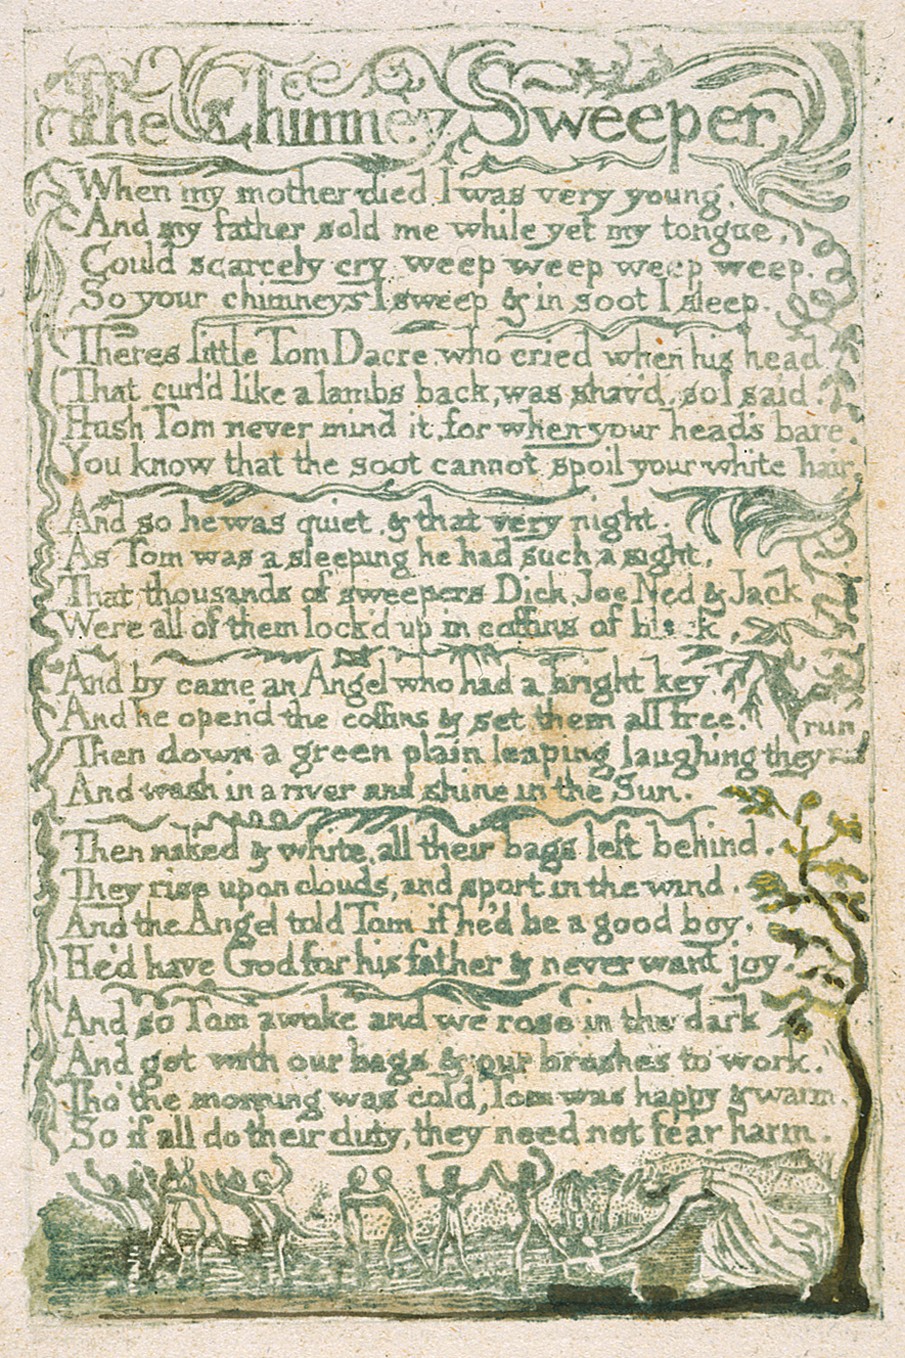 The Chimney Sweeper
When my mother died I was very young,
And my father sold me while yet my tongue,
Could scarcely cry weep weep weep weep.
So your chimneys I sweep & in soot I sleep.
Theres little Tom Dacre, who cried when his head
That curl'd like a lambs back, was shav'd, so I said.
Hush Tom never mind it, for when your head's bare,
You know that the soot cannot spoil your white hair
And so he was quiet, & that very night.
As Tom was a sleeping he had such a sight,
That thousands of sweepers Dick, Joe, Ned & Jack
Were all of them lock'd up in coffins of black,
And by came an Angel who had a bright key
And he open'd the coffins & set them all free.
run
Then down a green plain leaping laughing they
And wash in a river and shine in the Sun.
Then naked & white, all their bags left behind.
They rise upon clouds, and sport in the wind.
And the Angel told Tom, if he'd be a good boy,
He'd have God for his father & never want joy.
And so Tom awoke and we rose in the dark
And got with our bags & our brushes to work.
Tho' the morning was cold, Tom was happy & warm.
So if all do their duty, they need not fear harm.